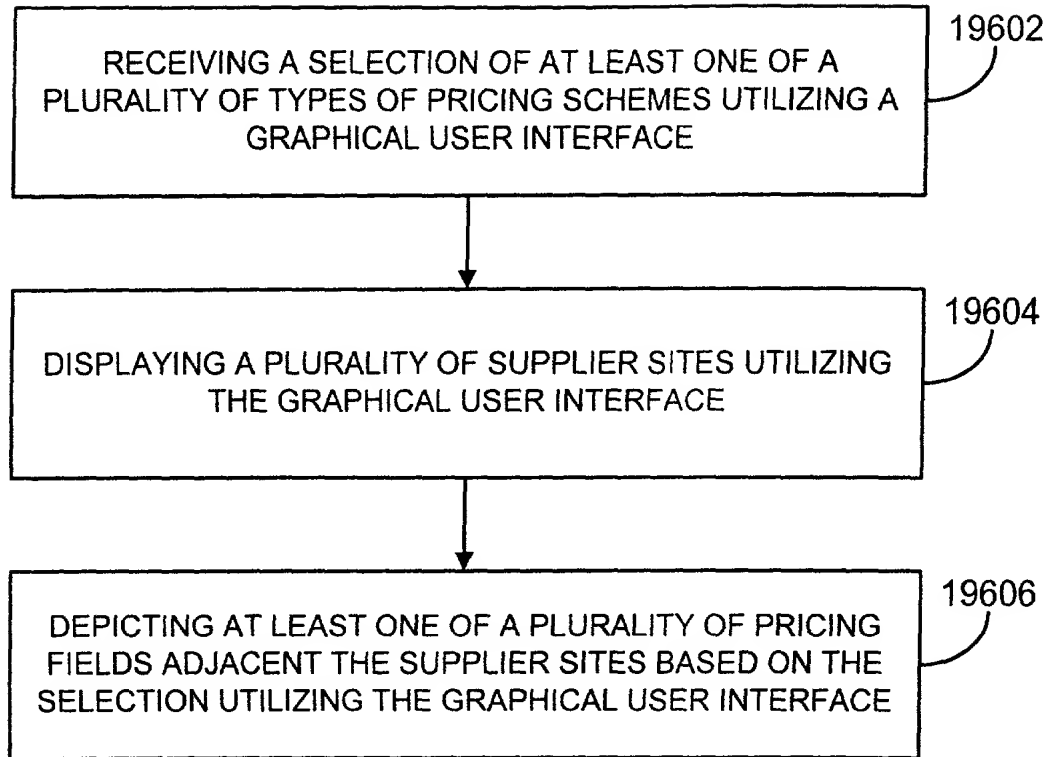 19602
RECEIVING A SELECTION OF AT LEAST ONE OF A
PLURALITY OF TYPES OF PRICING SCHEMES UTILIZING A
GRAPHICAL USER INTERFACE
19604
DISPLAYING A PLURALITY OF SUPPLIER SITES UTILIZING
THE GRAPHICAL USER INTERFACE
19606
DEPICTING AT LEAST ONE OF A PLURALITY OF PRICING
FIELDS ADJACENT THE SUPPLIER SITES BASED ON THE
SELECTION UTILIZING THE GRAPHICAL USER INTERFACE